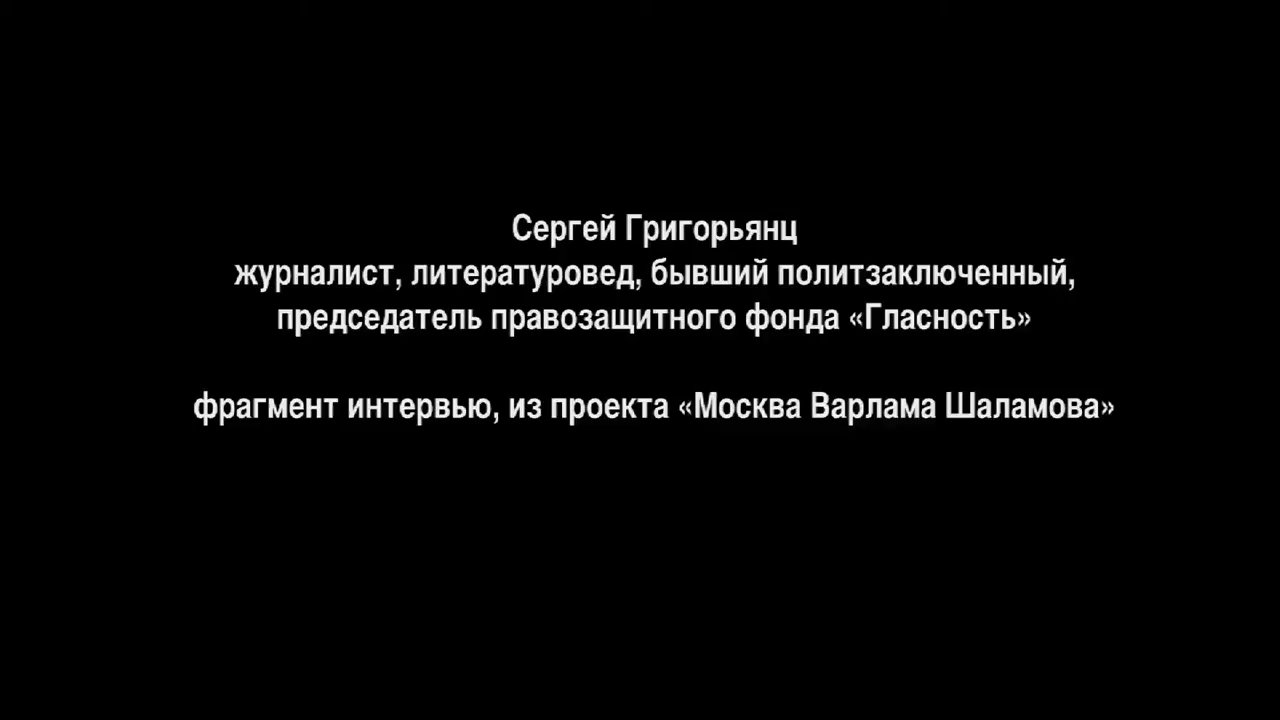 Сергей Григорьянц
журналист, литературовед, бывший политзаключенный,
председатель правозащитного фонда «Гласность»
фрагмент интервью, из проекта «Москва Варлама Шаламова»